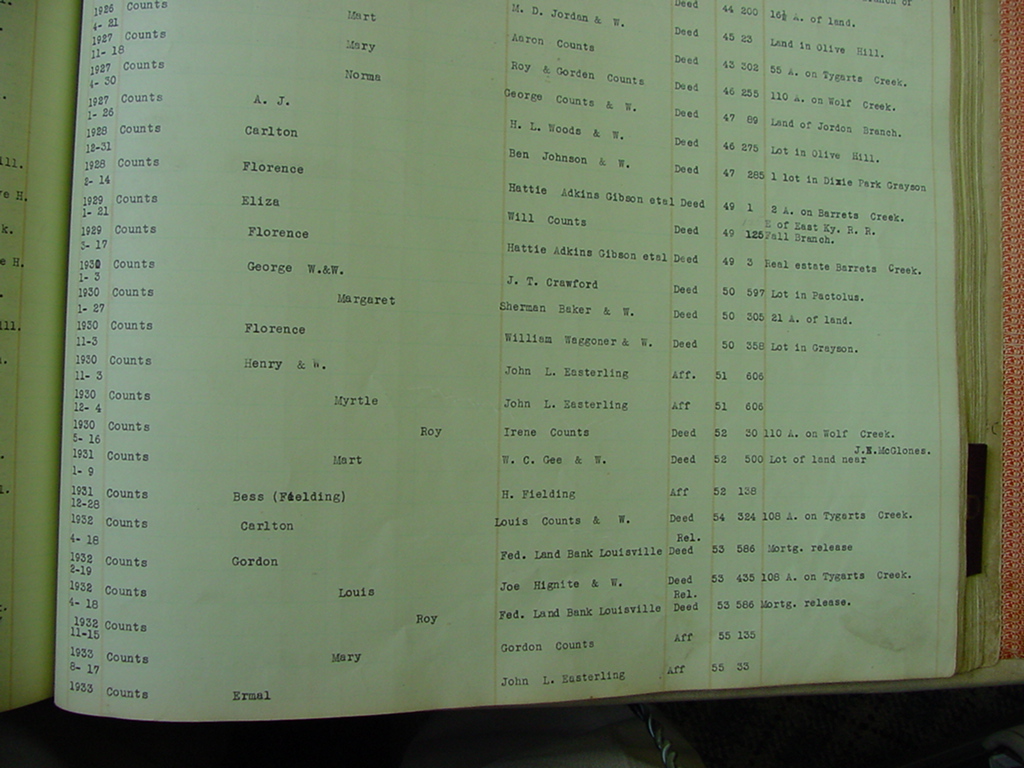 Deed 44 200 16½ A. of land.
1926 Counts M. D. Jordan & W. Deed 45 23 Land in Olive Hill.
4- 21 Mart Aaron Counts Deed 43 302 55 A. on Tygarts Creek.
1927 Counts
11- 18 Mary Roy & Gorden Counts Deed 46 255 110 A. on Wolf Creek.
1927 Counts
4- 30 Norma George Counts & W. Deed 47 89 Land of Jordon Branch.
1927 Counts
1- 26 A. J. H. L. Woods & W. Deed 46 275 Lot in Olive Hill.
1928 Counts
12-31 Carlton Ben Johnson & W. Deed 47 285 1 lot in Dixie Park Grayson
1928 Counts
2- 14 Florence Hattie Adkins Gibson etal Deed 49 1 2 A. on Barrets Creek.
1929 Counts E of East Ky. R. R.
1- 21 Eliza Will Counts Deed 49 125 Fall Branch.
1929 Counts
3- 17 Florence Hattie Adkins Gibson etal Deed 49 3 Real estate Barrets Creek.
1930 Counts
1- 3 George W.&W. J. T. Crawford Deed 50 597 Lot in Pactolus.
1930 Counts
1- 27 Margaret Sherman Baker & W. Deed 50 305 21 A. of land.
1930 Counts
11-3 Florence William Waggoner & W. Deed 50 358 Lot in Grayson.
1930 Counts
11- 3 Henry & W. John L. Easterling Aff. 51 606
1930 Counts
12- 4 Myrtle John L. Easterling Aff 51 606
1930 Counts
5- 16 Roy Irene Counts Deed 52 30 110 A. on Wolf Creek.
1931 Counts J.E.McGlones.
1- 9 Mart W. C. Gee & W. Deed 52 500 Lot of land near
1931 Counts
12-28 Bess (Fielding) H. Fielding Aff 52 138
1932 Counts Carlton Louis Counts & W. Deed 54 324 108 A. on Tygarts Creek.
4- 18 Rel.
1932 Counts Gordon Fed. Land Bank Louisville Deed 53 586 Mortg. release
2-19
1932 Counts Louis Joe Hignite & W. Deed 53 435 108 A. on Tygarts Creek.
4- 18 Rel.
Roy Fed. Land Bank Louisville Deed 53 586 Mortg. release.
1932 Counts
11-15 Gordon Counts Aff 55 135
1933 Counts Mary
8- 17 John L. Easterling Aff 55 33
1933 Counts Ermal